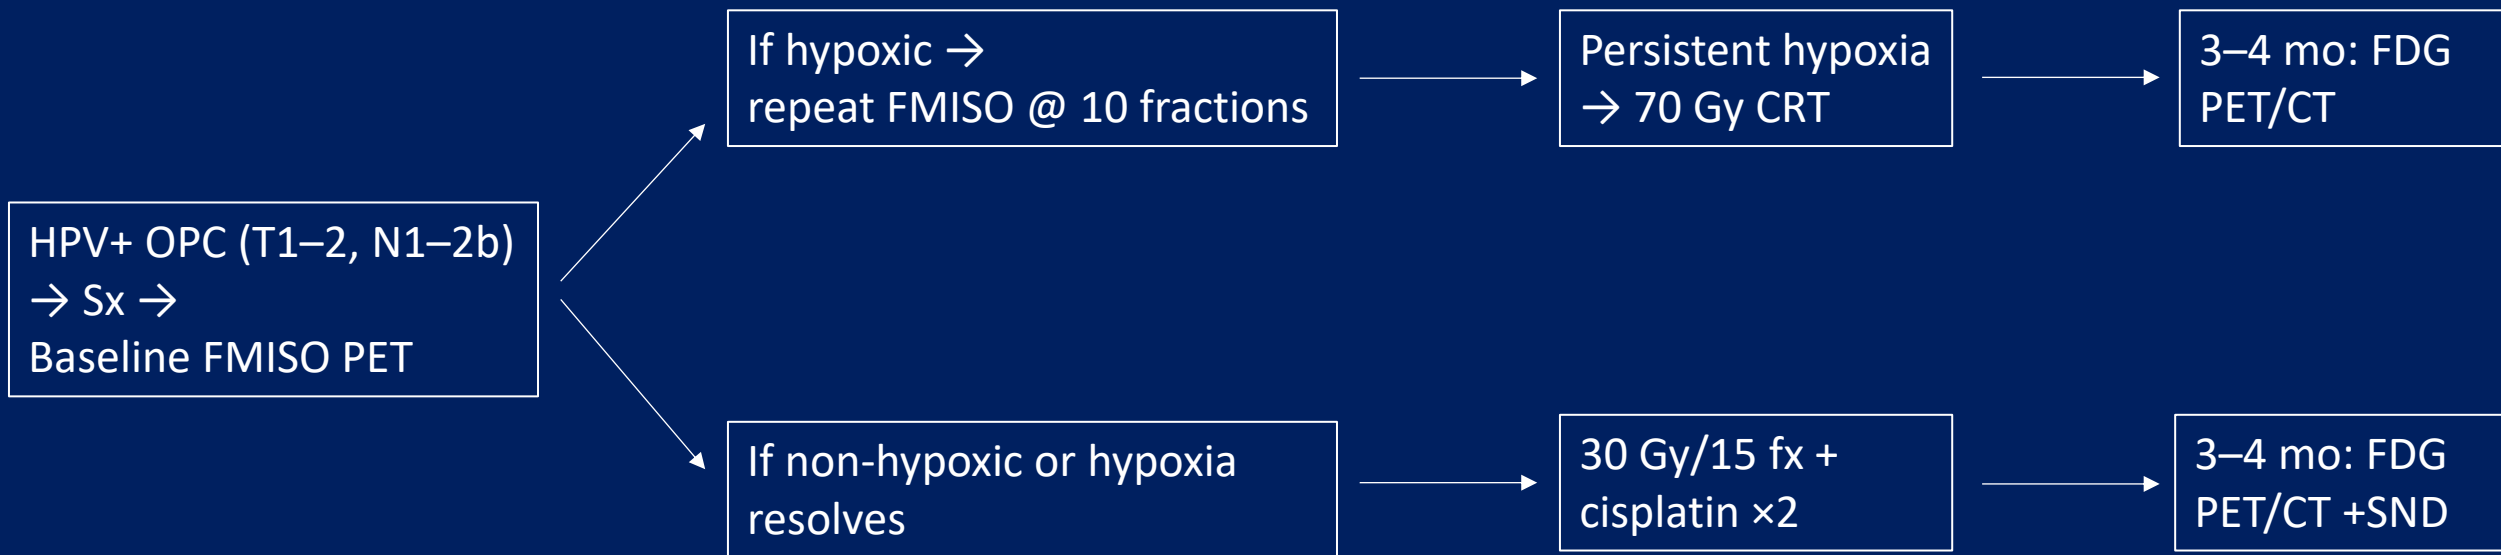 HPV+ OPC (T1–2, N1–2b)
→ Sx →
Baseline FMISO PET
If hypoxic →
repeat FMISO @ 10 fractions
Persistent hypoxia
→ 70 Gy CRT
3–4 mo: FDG
PET/CT
If non-hypoxic or hypoxia
resolves
30 Gy/15 fx +
cisplatin ×2
3–4 mo: FDG
PET/CT +SND